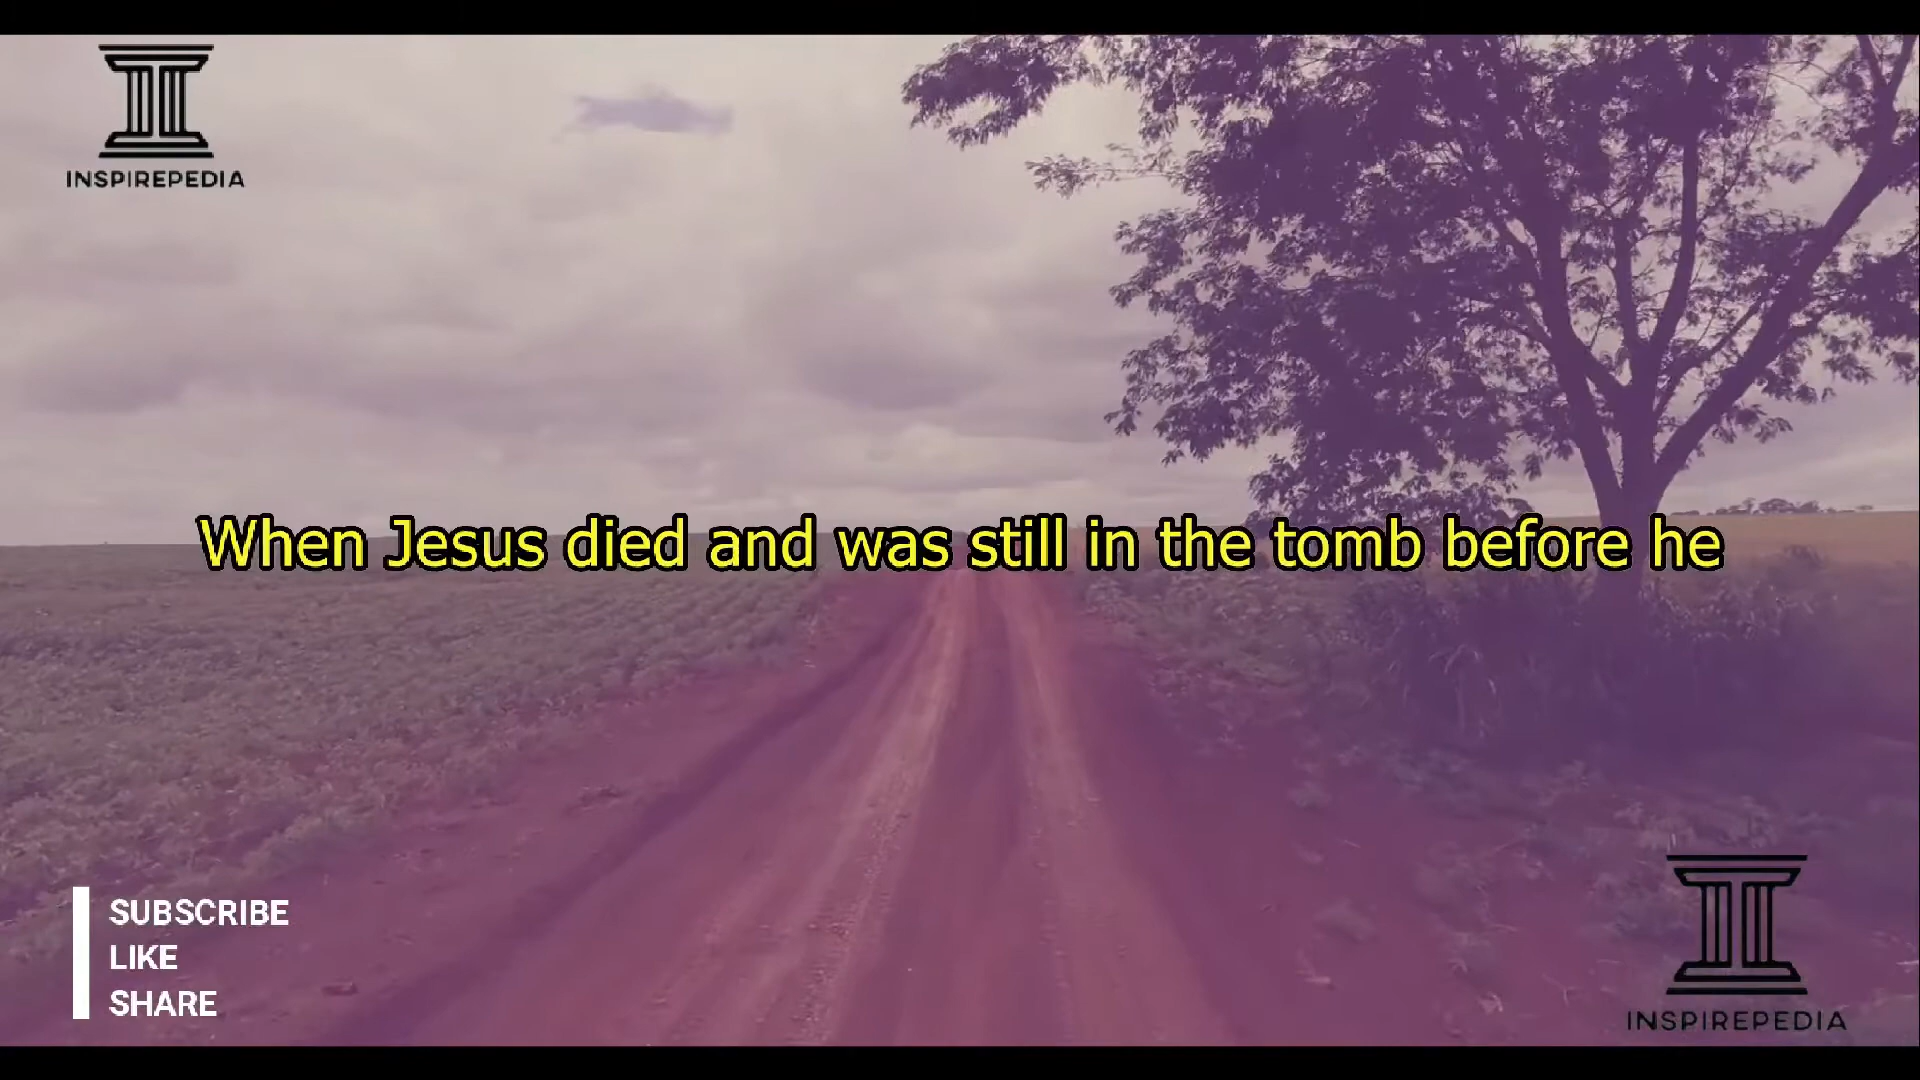 INSPIREPEDIA
When Jesus died and was still in the tomb before he
SUBSCRIBE
LIKE
SHARE
INSPIREPEDIA